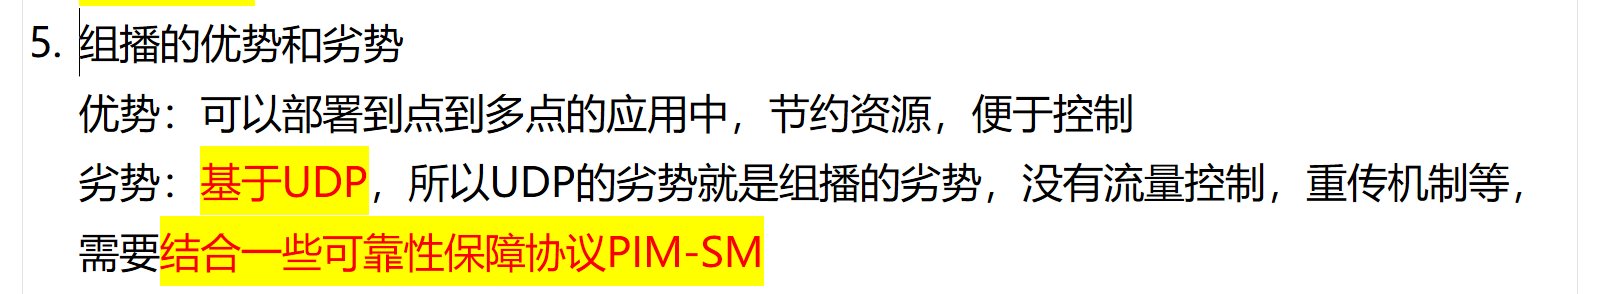 5. 组播的优势和劣势
优势：可以部署到点到多点的应用中，节约资源，便于控制
劣势：基于UDP，所以UDP的劣势就是组播的劣势，没有流量控制，重传机制等，
需要结合一些可靠性保障协议PIM-SM